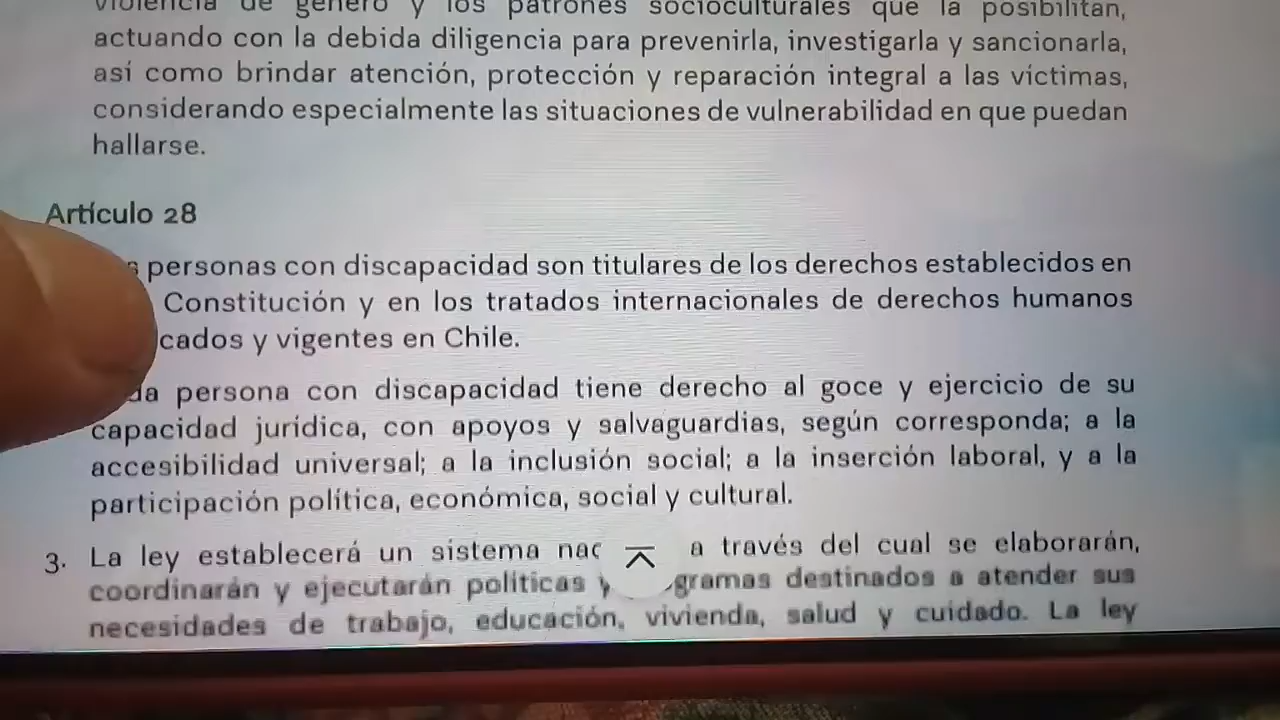 violencia de género y los patrones socioculturales que la posibilitan,
actuando con la debida diligencia para prevenirla, investigarla y sancionarla,
así como brindar atención, protección y reparación integral a las víctimas,
considerando especialmente las situaciones de vulnerabilidad en que puedan
hallarse.
Artículo 28
personas con discapacidad son titulares de los derechos establecidos en
Constitución y en los tratados internacionales de derechos humanos
cados y vigentes en Chile.
da persona con discapacidad tiene derecho al goce y ejercicio de su
capacidad jurídica, con apoyos y salvaguardias, según corresponda; a la
accesibilidad universal; a la inclusión social; a la inserción laboral, y a la
participación política, económica, social y cultural.
3. La ley establecerá un sistema nac a través del cual se elaborarán,
coordinarán y ejecutarán políticas y gramas destinados a atender sus
necesidades de trabajo, educación, vivienda, salud y cuidado. La ley